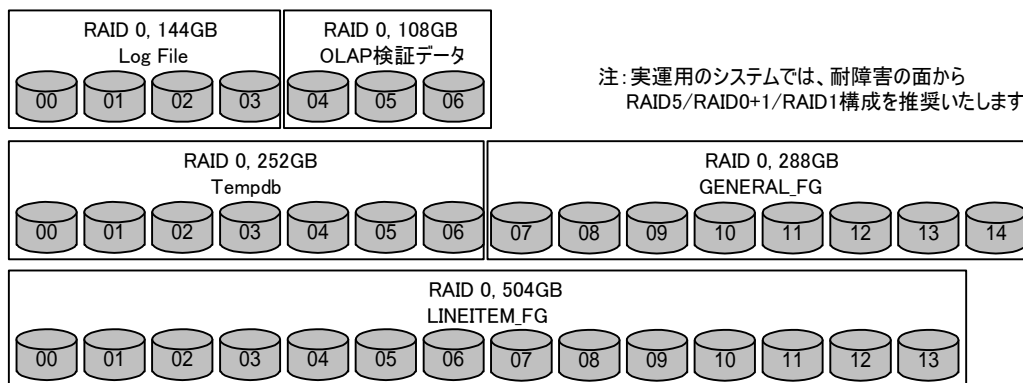 RAID 0, 144GB
Log File
00 01 02 03
RAID 0, 108GB
OLAP検証データ
04 05 06
注：実運用のシステムでは、耐障害の面から
RAID5/RAID0+1/RAID1構成を推奨いたします
RAID 0, 252GB
Tempdb
00 01 02 03 04 05 06
RAID 0, 288GB
GENERAL_FG
07 08 09 10 11 12 13 14
RAID 0, 504GB
LINEITEM_FG
00 01 02 03 04 05 06 07 08 09 10 11 12 13